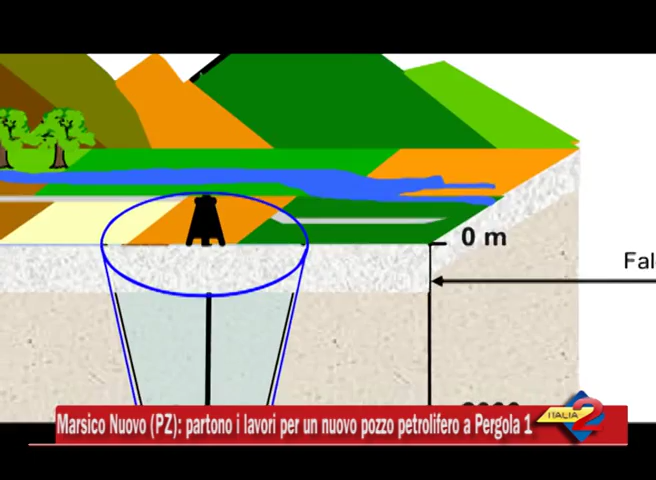 0 m
Fal
Marsico Nuovo (PZ): partono i lavori per un nuovo pozzo petrolifero a Pergola 1
ITALIA 2